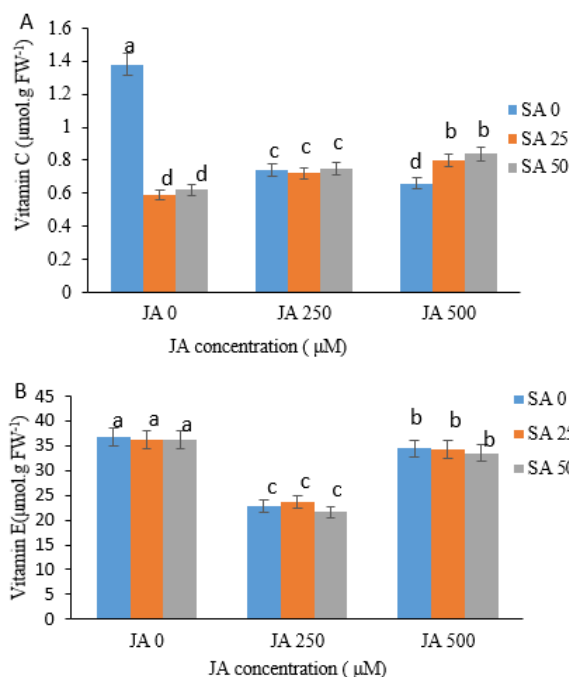 A
1.6
1.4
1.2
1
0.8
0.6
0.4
0.2
0
Vitamin C (μmol.g FW⁻¹)
a
d
d
c
c
c
d
b
b
SA 0
SA 25
SA 50
JA 0
JA 250
JA 500
JA concentration ( μM)
B
45
40
35
30
25
20
15
10
5
0
Vitamin E(μmol.g FW⁻¹)
a
a
a
c
c
c
b
b
b
SA 0
SA 25
SA 50
JA 0
JA 250
JA 500
JA concentration ( μM)